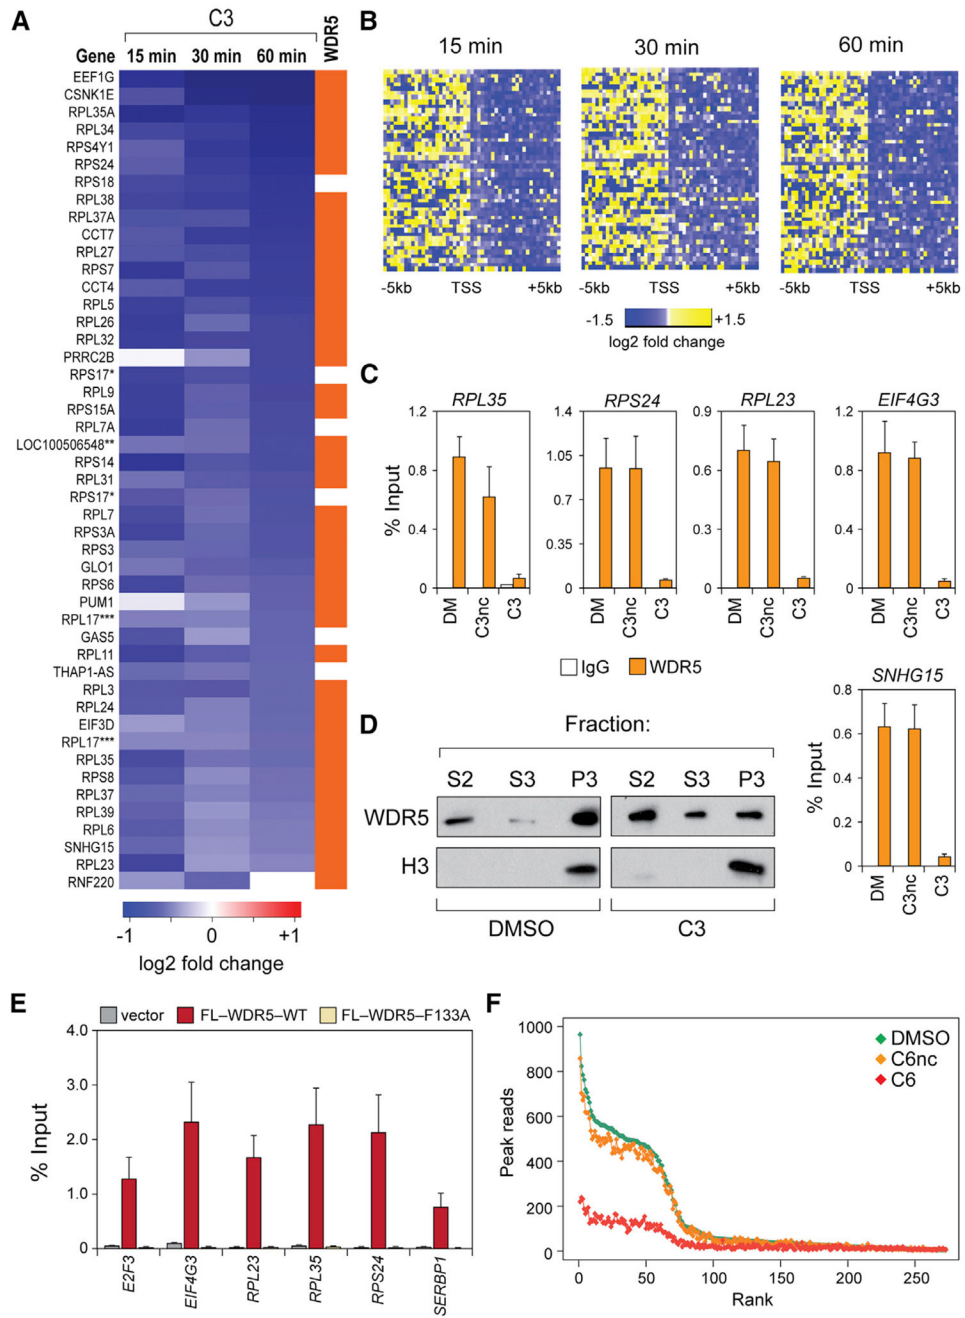 A
C3
Gene 15 min 30 min 60 min WDR5
EEF1G
CSNK1E
RPL35A
RPL34
RPS4Y1
RPS24
RPS18
RPL38
RPL37A
CCT7
RPL27
RPS7
CCT4
RPL5
RPL26
RPL32
PRRC2B
RPS17*
RPL9
RPS15A
RPL7A
LOC100506548**
RPS14
RPL31
RPS17*
RPL7
RPS3A
RPS3
GLO1
RPS6
PUM1
RPL17***
GAS5
RPL11
THAP1-AS
RPL3
RPL24
EIF3D
RPL17***
RPL35
RPS8
RPL37
RPL39
RPL6
SNHG15
RPL23
RNF220
-1 0 +1
log2 fold change
B
15 min 30 min 60 min
-5kb TSS +5kb -5kb TSS +5kb -5kb TSS +5kb
-1.5 +1.5
log2 fold change
C
RPL35
% Input
1.2
0.8
0.4
0
DM C3nc C3
RPS24
1.4
1.05
0.7
0.35
0
DM C3nc C3
RPL23
0.9
0.6
0.3
0
DM C3nc C3
EIF4G3
1.2
0.8
0.4
0
DM C3nc C3
IgG WDR5
SNHG15
% Input
0.8
0.6
0.4
0.2
0
DM C3nc C3
D
Fraction:
S2 S3 P3 S2 S3 P3
WDR5
H3
DMSO C3
E
vector FL–WDR5–WT FL–WDR5–F133A
% Input
4.0
3.0
2.0
1.0
0
E2F3 EIF4G3 RPL23 RPL35 RPS24 SERBP1
F
DMSO
C6nc
C6
Peak reads
1000
800
600
400
200
0
0 50 100 150 200 250
Rank